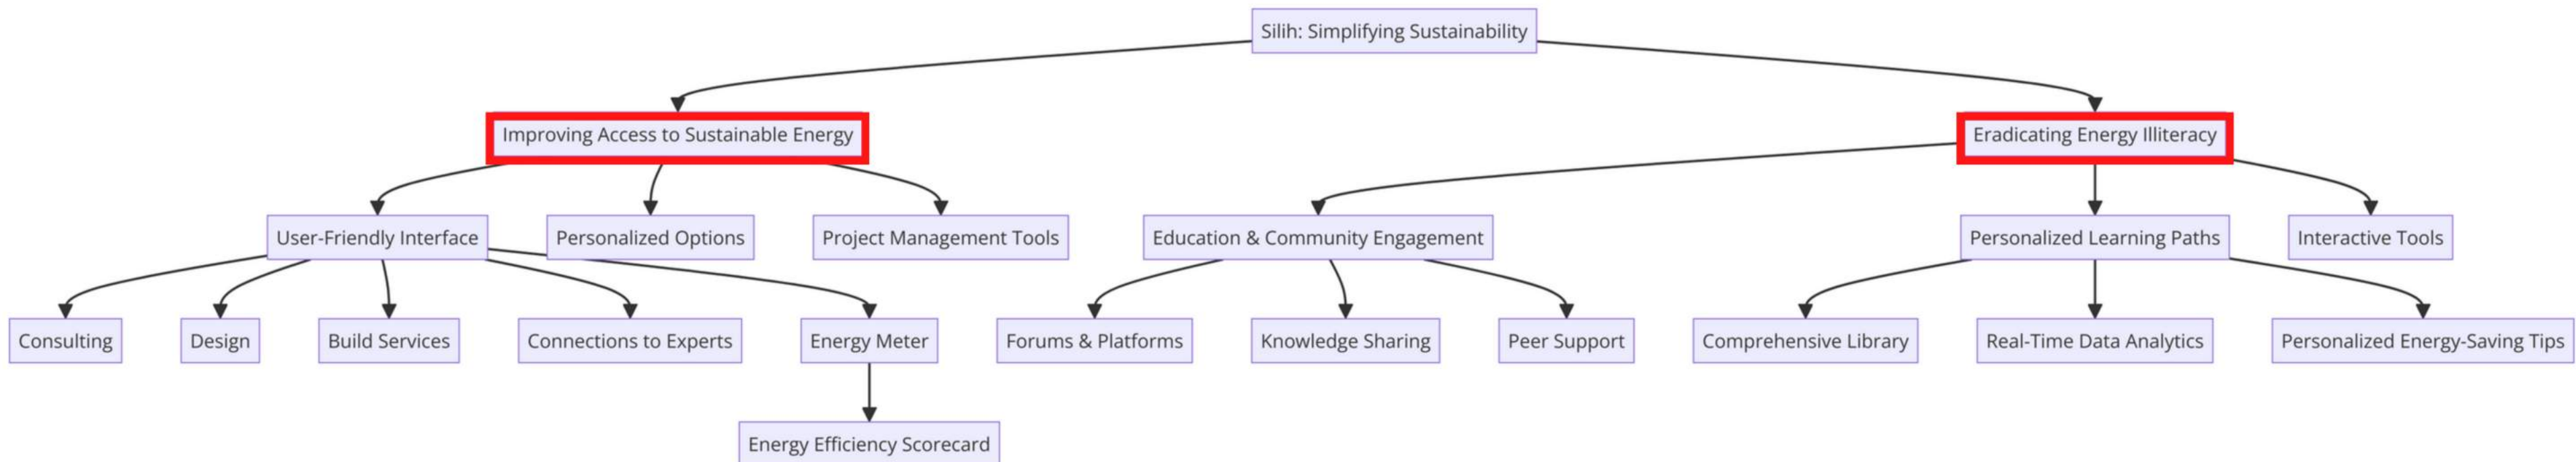 Silih: Simplifying Sustainability
Improving Access to Sustainable Energy
Eradicating Energy Illiteracy
User-Friendly Interface
Personalized Options
Project Management Tools
Education & Community Engagement
Personalized Learning Paths
Interactive Tools
Consulting
Design
Build Services
Connections to Experts
Energy Meter
Forums & Platforms
Knowledge Sharing
Peer Support
Comprehensive Library
Real-Time Data Analytics
Personalized Energy-Saving Tips
Energy Efficiency Scorecard